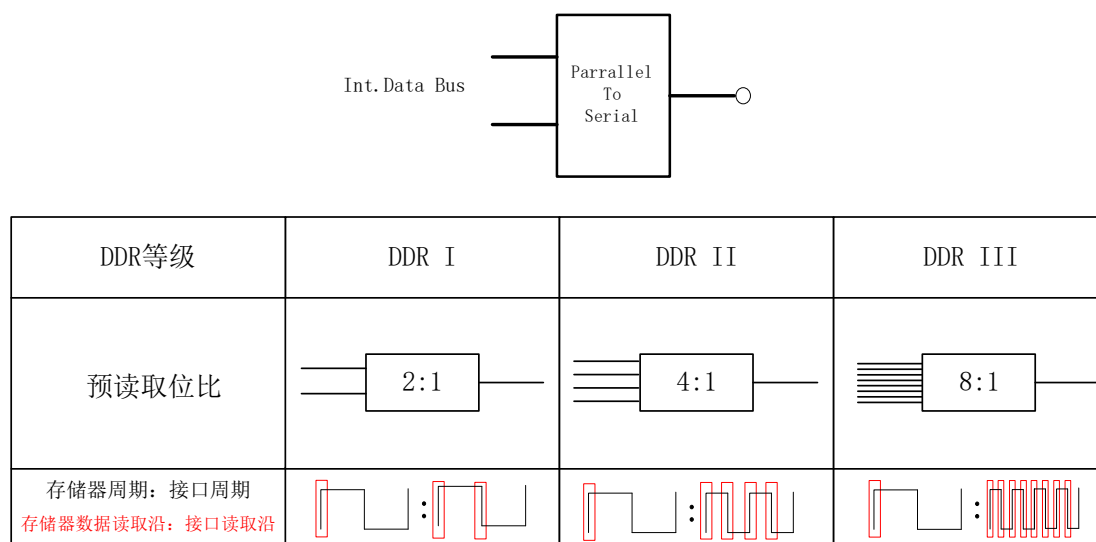 Int.Data Bus
Parrallel
To
Serial
DDR等级 DDR I DDR II DDR III
预读取位比 2:1 4:1 8:1
存储器周期：接口周期 : : :
存储器数据读取沿：接口读取沿